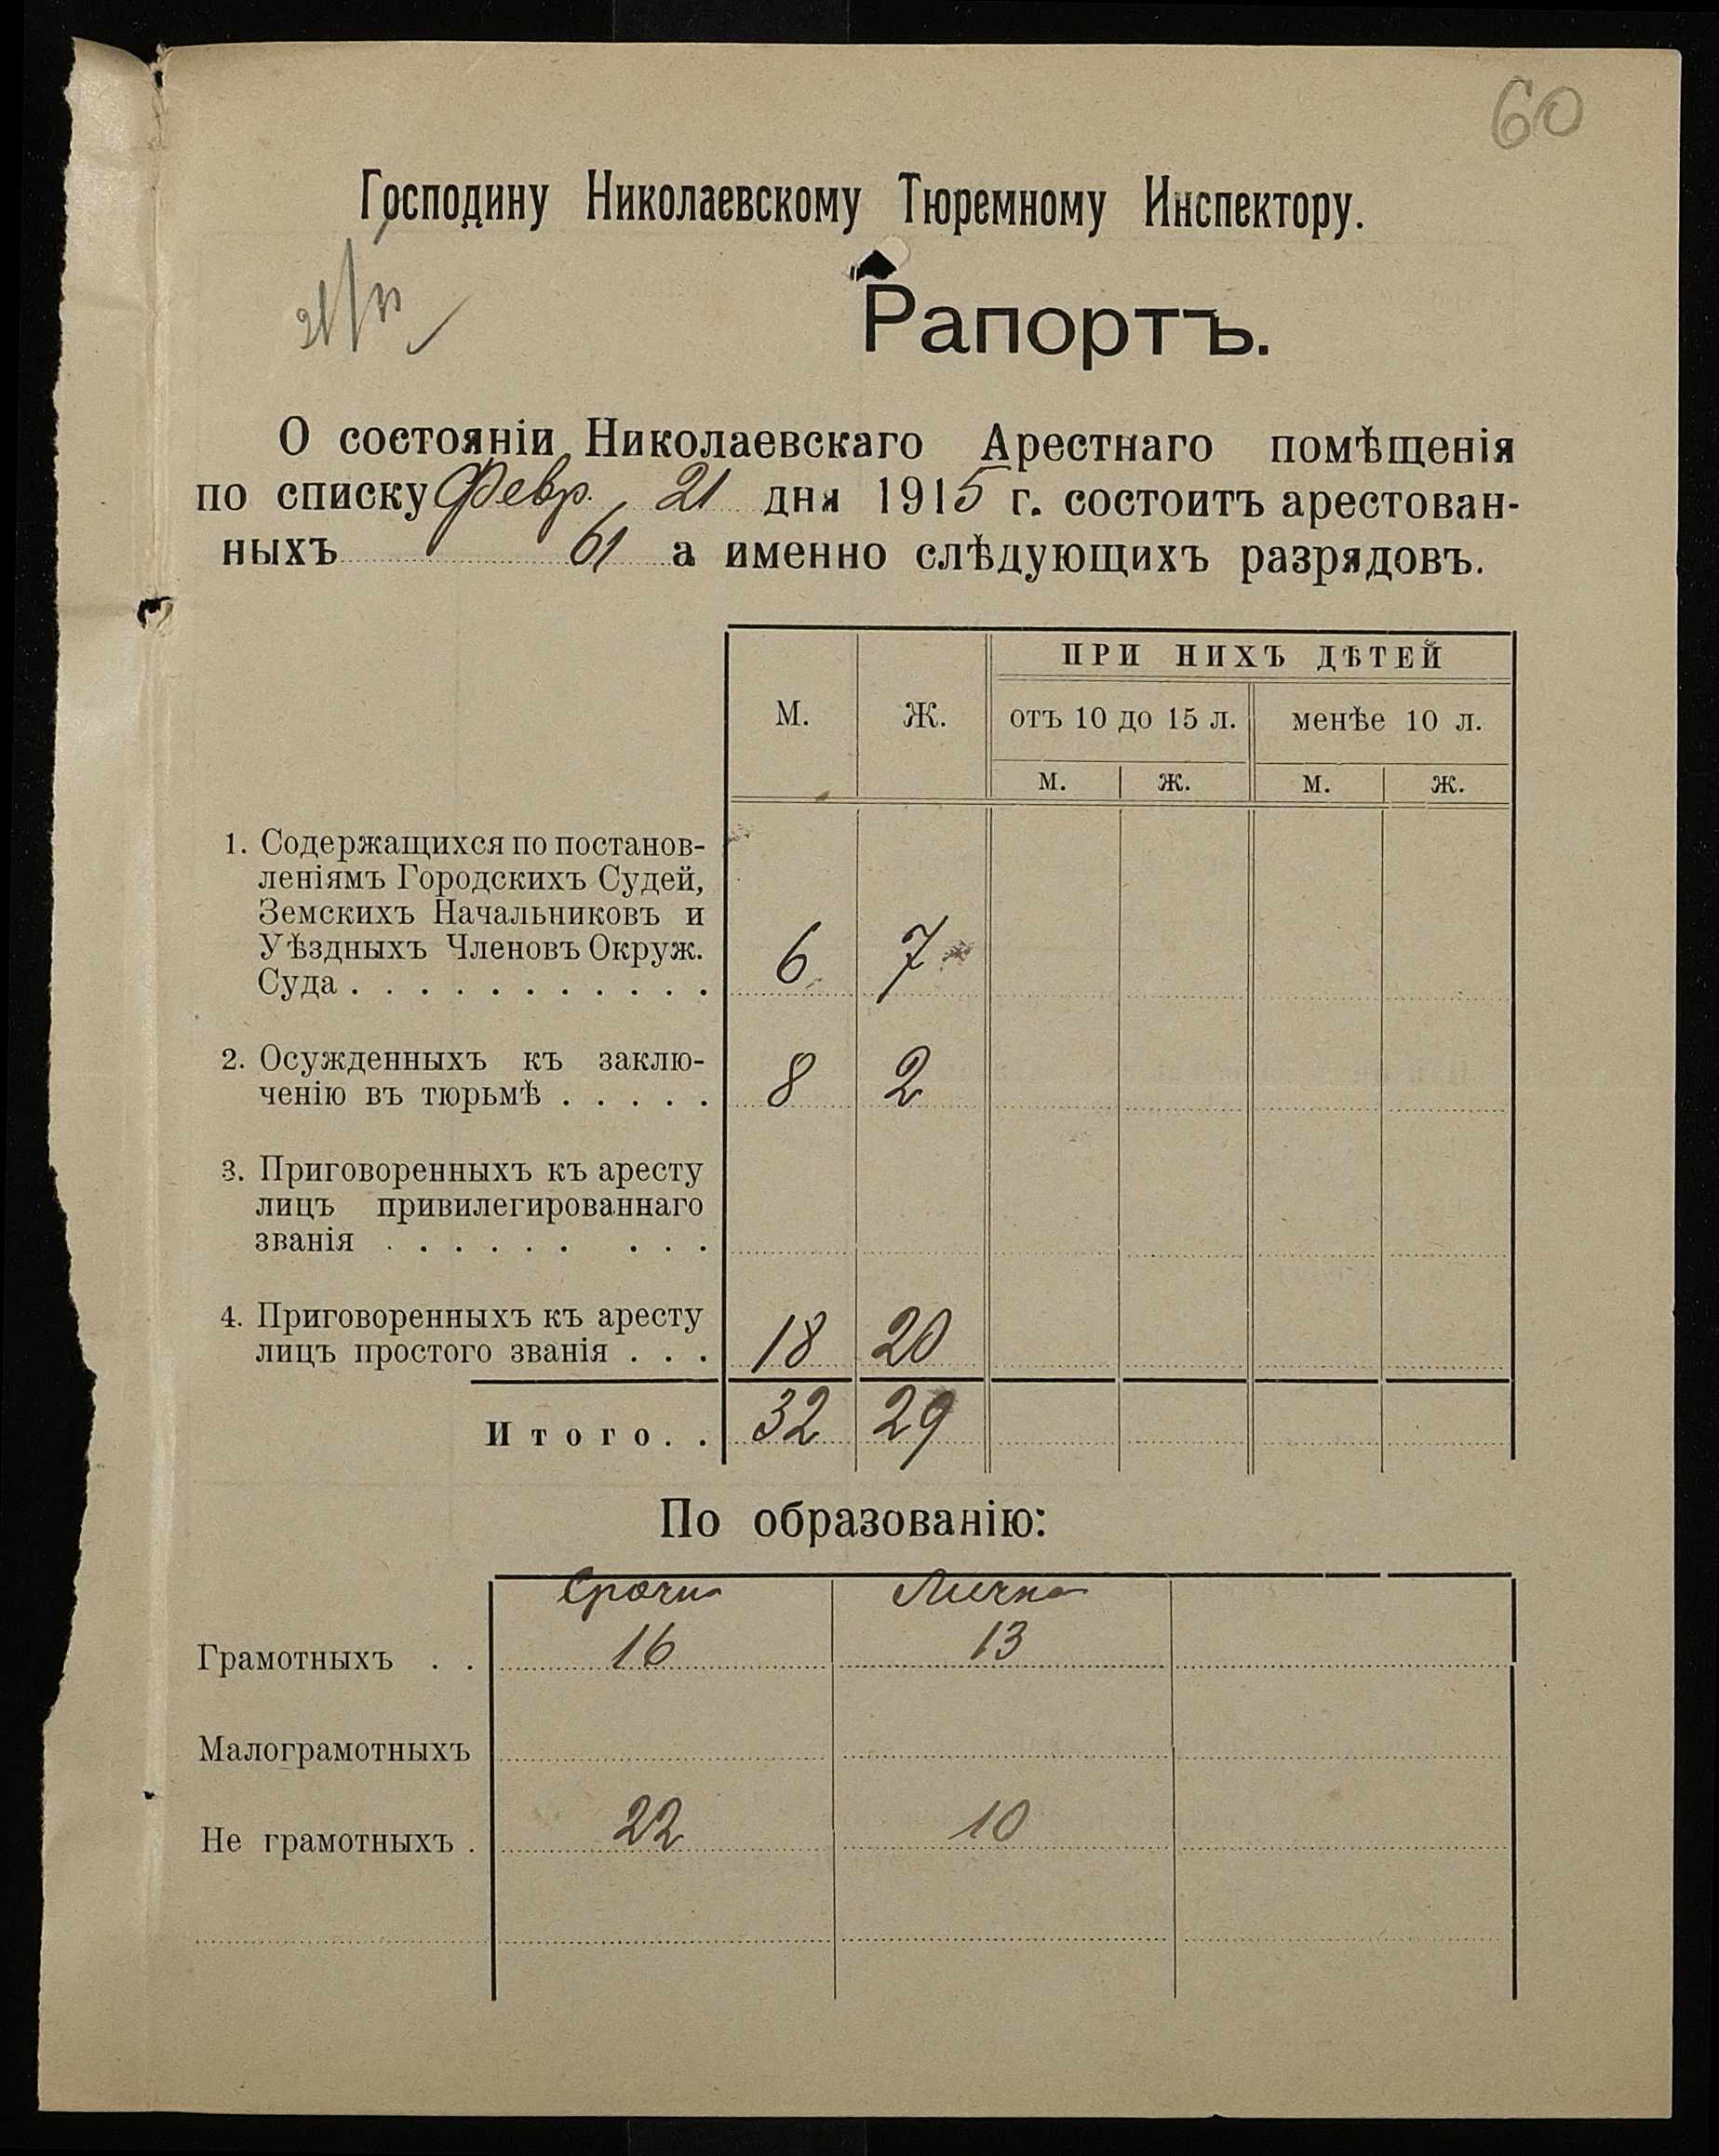 60
Господину Николаевскому Тюремному Инспектору.
Рапортъ.
О состоянiи Николаевскаго Арестнаго помѣщенiя
по списку Февр. 21 дня 1915 г. состоитъ арестован-
ныхъ 61 а именно слѣдующихъ разрядовъ.
ПРИ НИХЪ ДѢТЕЙ
М. Ж. отъ 10 до 15 л. менѣе 10 л.
М. Ж. М. Ж.
1. Содержащихся по постанов-
ленiямъ Городскихъ Судей,
Земскихъ Начальниковъ и
Уѣздныхъ Членовъ Окруж.
Суда . . . . . . . . . . . 6 7
2. Осужденныхъ къ заклю-
ченiю въ тюрьмѣ . . . . . 8 2
3. Приговоренныхъ къ аресту
лицъ привилегированнаго
званiя . . . . . . . . .
4. Приговоренныхъ къ аресту
лицъ простого званiя . . . 18 20
Итого. . 32 29
По образованiю:
Срочн
Грамотныхъ . . 16 13
Малограмотныхъ
Не грамотныхъ . 22 10